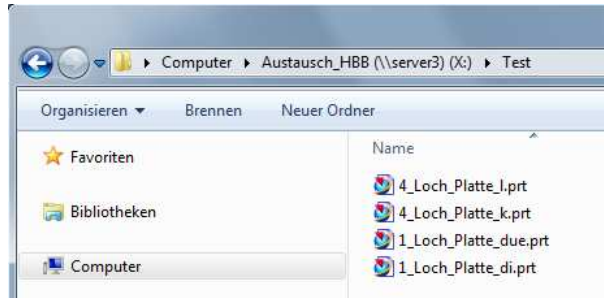 Computer ▸ Austausch_HBB (\\server3) (X:) ▸ Test
Organisieren Brennen Neuer Ordner
Favoriten
Bibliotheken
Computer
Name
4_Loch_Platte_l.prt
4_Loch_Platte_k.prt
1_Loch_Platte_due.prt
1_Loch_Platte_di.prt